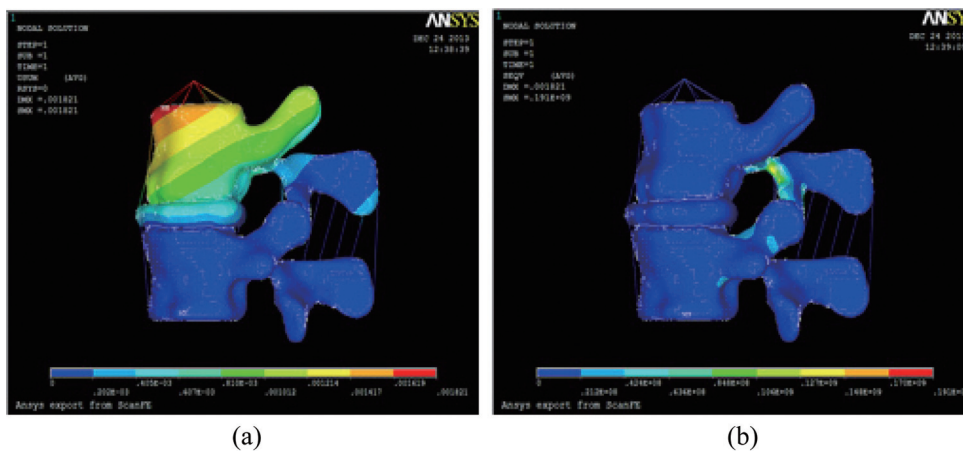 1
NODAL SOLUTION
STEP=1
SUB =1
TIME=1
USUM (AVG)
RSYS=0
DMX =.001821
SMX =.001821
ANSYS
DEC 24 2013
12:38:39
0
.405E-03
.810E-03
.001214
.001619
.202E-03
.607E-03
.001012
.001417
.001821
Ansys export from ScanFE
(a)
1
NODAL SOLUTION
STEP=1
SUB =1
TIME=1
SEQV (AVG)
DMX =.001821
SMX =.191E+09
ANSYS
DEC 24 2013
0
.424E+08
.848E+08
.127E+09
.170E+09
.212E+08
.636E+08
.106E+09
.148E+09
.191E+09
Ansys export from ScanFE
(b)